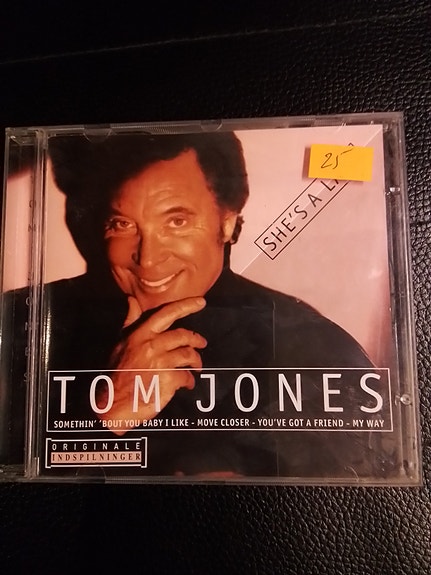 25-
SHE'S A
TOM JONES
SOMETHIN' 'BOUT YOU BABY I LIKE - MOVE CLOSER - YOU'VE GOT A FRIEND - MY WAY
ORIGINALE
INDSPILNINGER